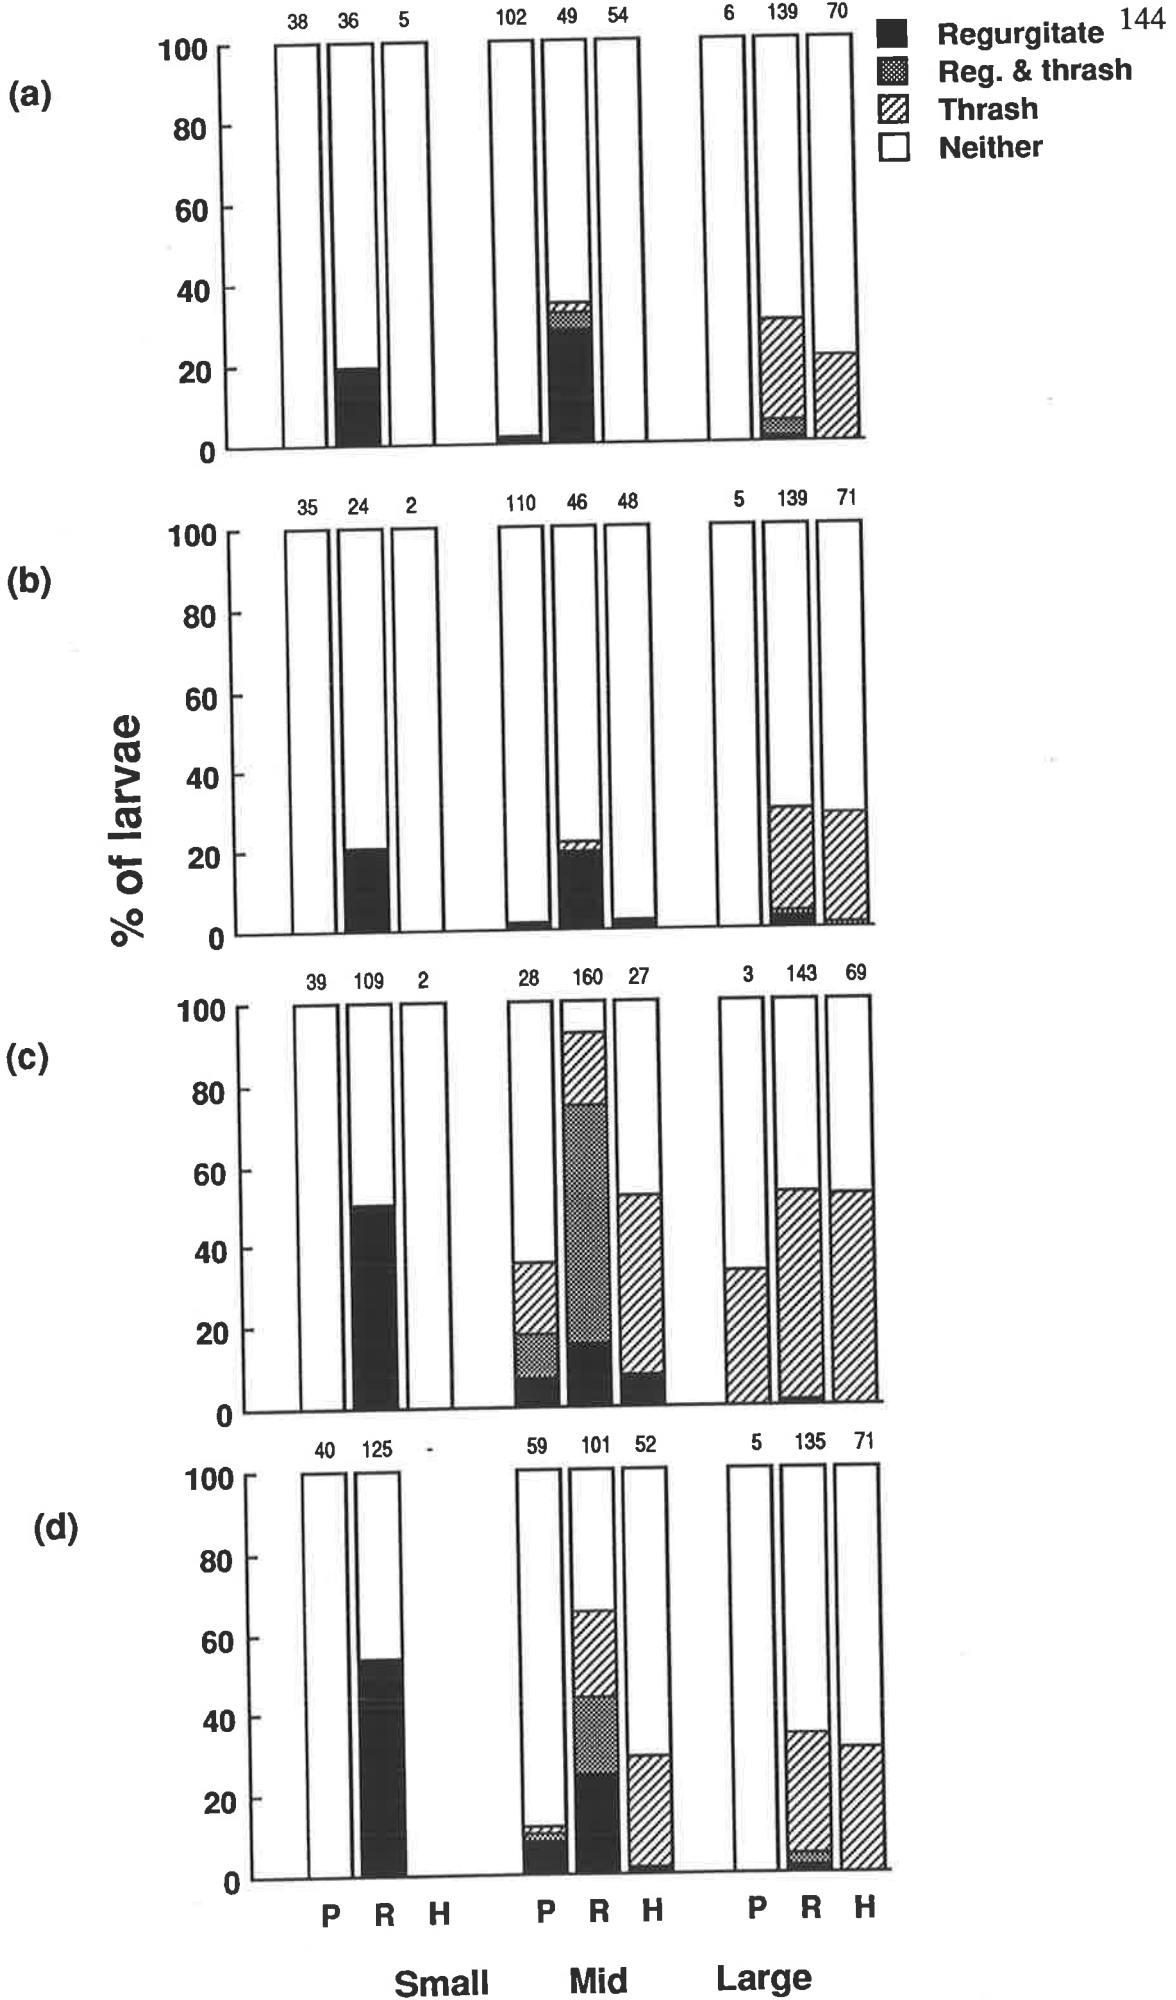 144
38 36 5 102 49 54 6 139 70
Regurgitate
Reg. & thrash
Thrash
Neither
(a)
100
80
60
40
20
0
35 24 2 110 46 48 5 139 71
(b)
100
80
60
40
20
0
% of larvae
39 109 2 28 160 27 3 143 69
(c)
100
80
60
40
20
0
40 125 - 59 101 52 5 135 71
(d)
100
80
60
40
20
0
P R H P R H P R H
Small Mid Large